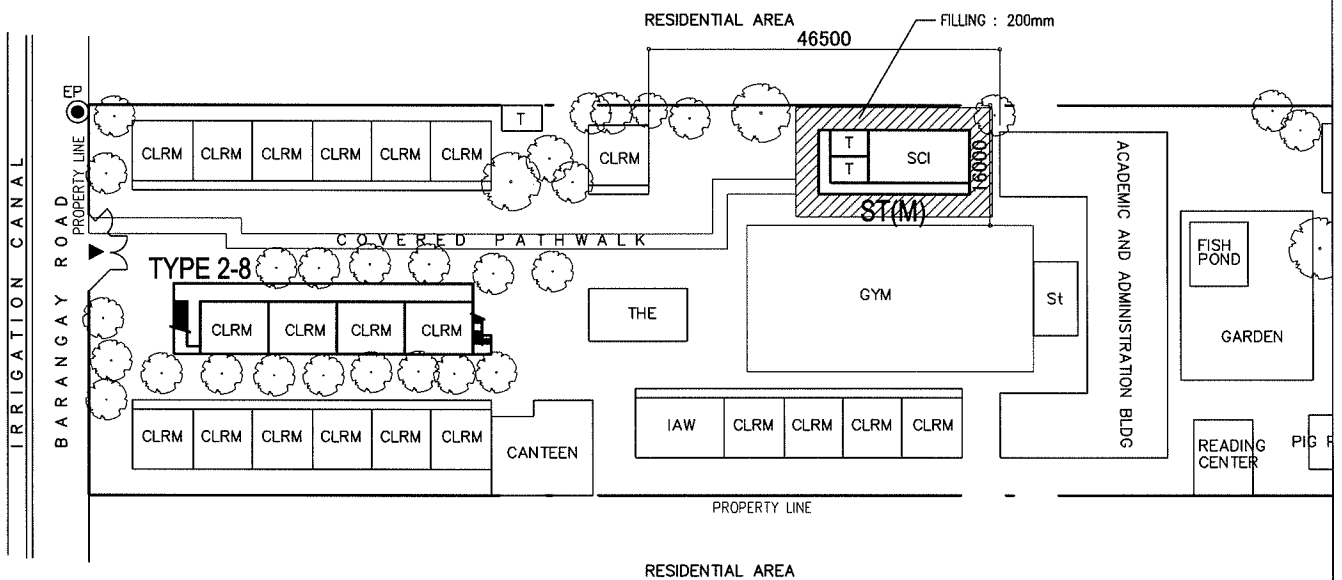 RESIDENTIAL AREA
FILLING : 200mm
46500
EP
T
CLRM CLRM CLRM CLRM CLRM CLRM
CLRM
T
T
SCI
16000
ST(M)
PROPERTY LINE
IRRIGATION CANAL
BARANGAY ROAD
COVERED PATHWALK
ACADEMIC AND ADMINISTRATION BLDG
FISH
POND
TYPE 2-8
GYM
St
THE
CLRM CLRM CLRM CLRM
GARDEN
IAW CLRM CLRM CLRM CLRM
CLRM CLRM CLRM CLRM CLRM CLRM
CANTEEN
READING
CENTER
PIG
PROPERTY LINE
RESIDENTIAL AREA